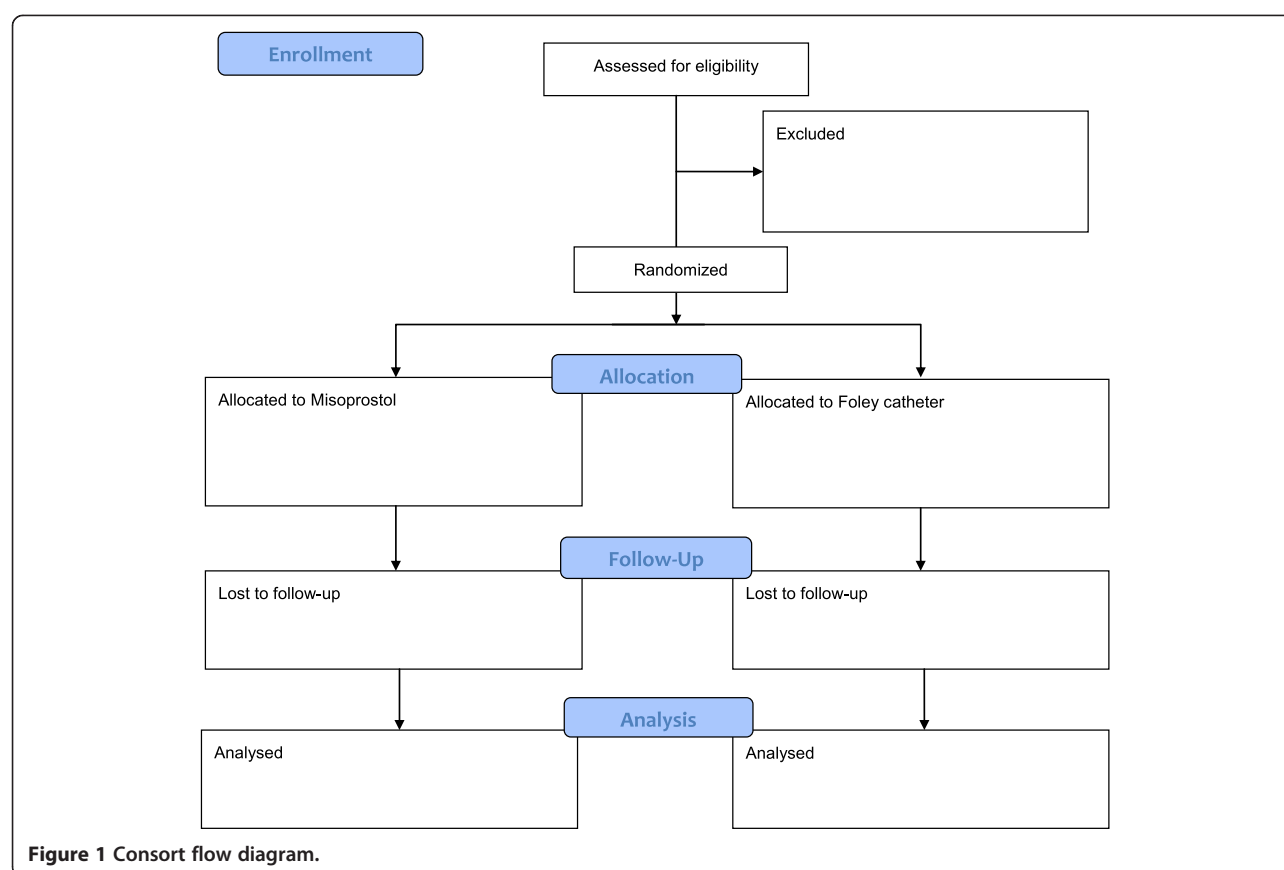 Enrollment
Assessed for eligibility
Excluded
Randomized
Allocation
Allocated to Misoprostol
Allocated to Foley catheter
Follow-Up
Lost to follow-up
Lost to follow-up
Analysis
Analysed
Analysed
Figure 1 Consort flow diagram.